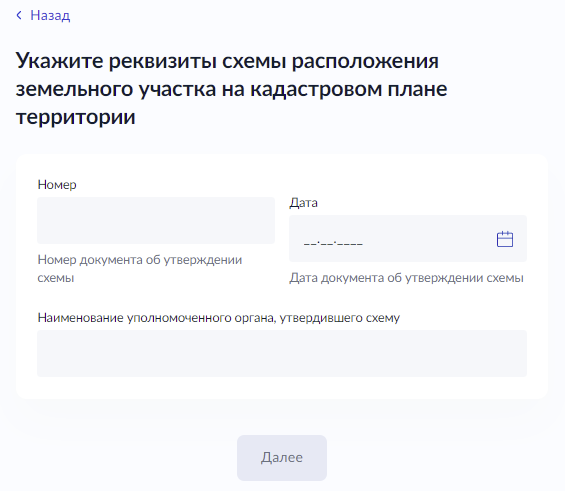 Назад
Укажите реквизиты схемы расположения
земельного участка на кадастровом плане
территории
Номер
Дата
__.__.____
Номер документа об утверждении
схемы
Дата документа об утверждении схемы
Наименование уполномоченного органа, утвердившего схему
Далее